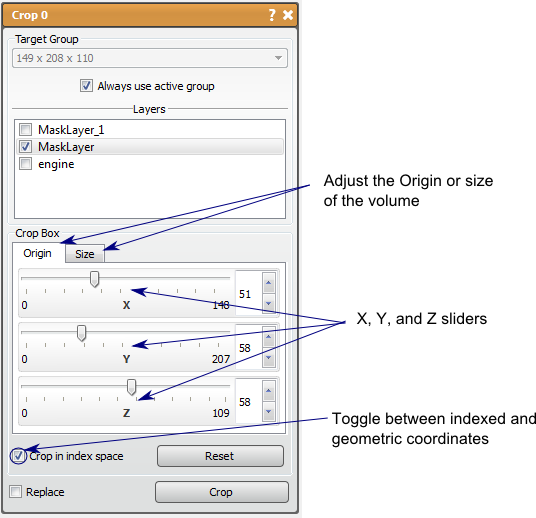 Crop 0
? ✖
Target Group
149 x 208 x 110
Always use active group
Layers
MaskLayer_1
MaskLayer
engine
Adjust the Origin or size
of the volume
Crop Box
Origin
Size
51
0 X 148
X, Y, and Z sliders
58
0 Y 207
58
0 Z 109
Toggle between indexed and
geometric coordinates
Crop in index space
Reset
Replace
Crop